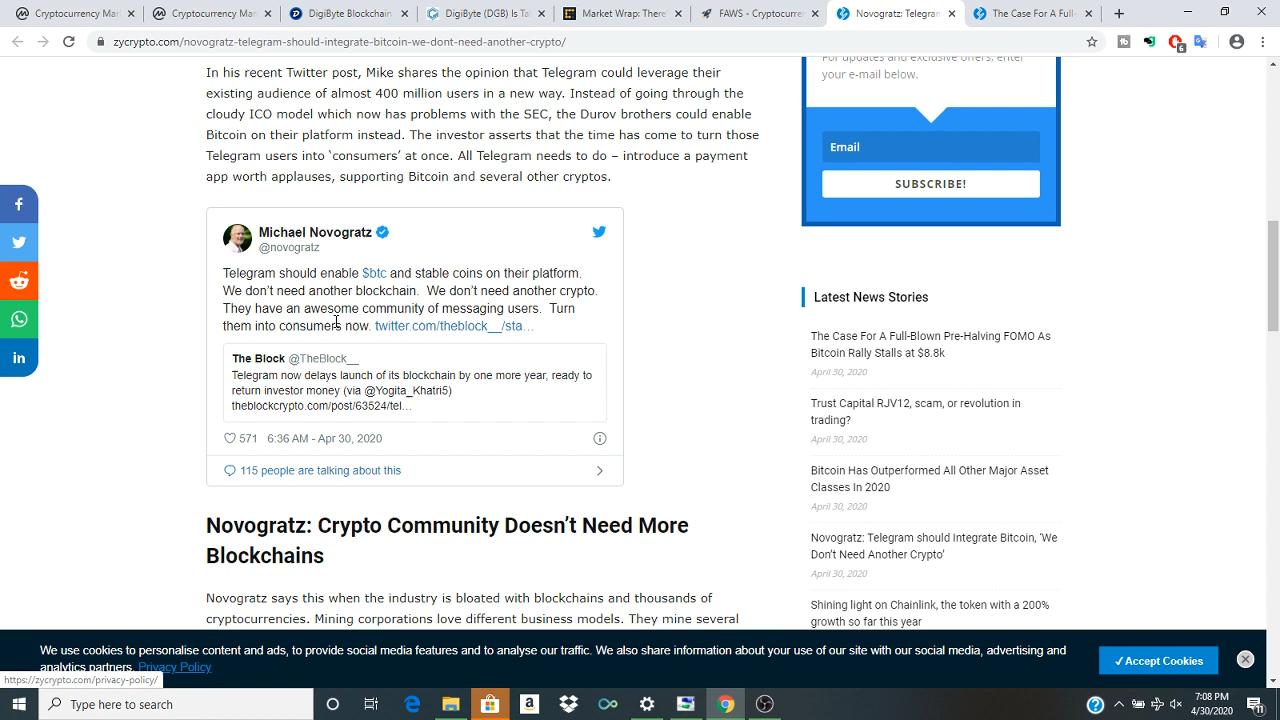 Cryptocurrency Mark
Cryptocurrency Mark
DigiByte Blockchain
DigiByte (DGB) Is Ta
Market Wrap: There
FAWS - Cryptocurre
Novogratz: Telegran
The Case For A Full-
zycrypto.com/novogratz-telegram-should-integrate-bitcoin-we-dont-need-another-crypto/
6
In his recent Twitter post, Mike shares the opinion that Telegram could leverage their
existing audience of almost 400 million users in a new way. Instead of going through the
cloudy ICO model which now has problems with the SEC, the Durov brothers could enable
Bitcoin on their platform instead. The investor asserts that the time has come to turn those
Telegram users into ‘consumers’ at once. All Telegram needs to do – introduce a payment
app worth applauses, supporting Bitcoin and several other cryptos.
Michael Novogratz
@novogratz
Telegram should enable $btc and stable coins on their platform.
We don’t need another blockchain. We don’t need another crypto.
They have an awesome community of messaging users. Turn
them into consumers now. twitter.com/theblock__/sta…
The Block @TheBlock__
Telegram now delays launch of its blockchain by one more year, ready to
return investor money (via @Yogita_Khatri5)
theblockcrypto.com/post/63524/tel…
571 6:36 AM - Apr 30, 2020
115 people are talking about this
Novogratz: Crypto Community Doesn’t Need More
Blockchains
Novogratz says this when the industry is bloated with blockchains and thousands of
cryptocurrencies. Mining corporations love different business models. They mine several
For updates and exclusive offers, enter
your e-mail below.
Email
SUBSCRIBE!
Latest News Stories
The Case For A Full-Blown Pre-Halving FOMO As
Bitcoin Rally Stalls at $8.8k
April 30, 2020
Trust Capital RJV12, scam, or revolution in
trading?
April 30, 2020
Bitcoin Has Outperformed All Other Major Asset
Classes In 2020
April 30, 2020
Novogratz: Telegram should Integrate Bitcoin, ‘We
Don’t Need Another Crypto’
April 30, 2020
Shining light on Chainlink, the token with a 200%
growth so far this year
We use cookies to personalise content and ads, to provide social media features and to analyse our traffic. We also share information about your use of our site with our social media, advertising and
analytics partners. Privacy Policy
✓Accept Cookies
https://zycrypto.com/privacy-policy/
Type here to search
7:08 PM
4/30/2020
11